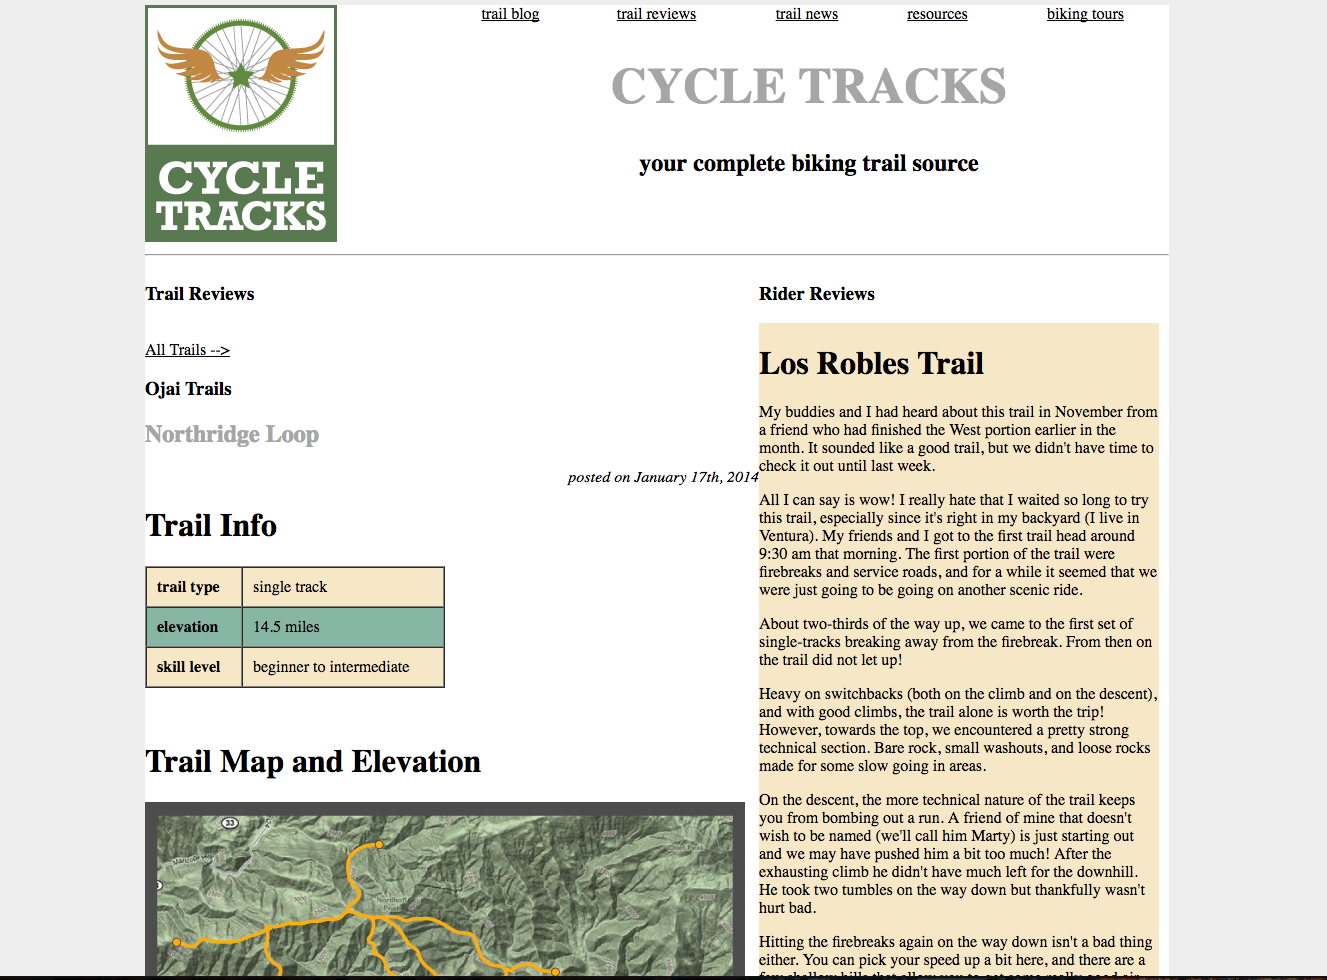 CYCLE
TRACKS
trail blog
trail reviews
trail news
resources
biking tours
CYCLE TRACKS
your complete biking trail source
Trail Reviews
All Trails -->
Ojai Trails
Northridge Loop
posted on January 17th, 2014
Trail Info
trail type single track
elevation 14.5 miles
skill level beginner to intermediate
Trail Map and Elevation
33
Rider Reviews
Los Robles Trail
My buddies and I had heard about this trail in November from
a friend who had finished the West portion earlier in the
month. It sounded like a good trail, but we didn't have time to
check it out until last week.
All I can say is wow! I really hate that I waited so long to try
this trail, especially since it's right in my backyard (I live in
Ventura). My friends and I got to the first trail head around
9:30 am that morning. The first portion of the trail were
firebreaks and service roads, and for a while it seemed that we
were just going to be going on another scenic ride.
About two-thirds of the way up, we came to the first set of
single-tracks breaking away from the firebreak. From then on
the trail did not let up!
Heavy on switchbacks (both on the climb and on the descent),
and with good climbs, the trail alone is worth the trip!
However, towards the top, we encountered a pretty strong
technical section. Bare rock, small washouts, and loose rocks
made for some slow going in areas.
On the descent, the more technical nature of the trail keeps
you from bombing out a run. A friend of mine that doesn't
wish to be named (we'll call him Marty) is just starting out
and we may have pushed him a bit too much! After the
exhausting climb he didn't have much left for the downhill.
He took two tumbles on the way down but thankfully wasn't
hurt bad.
Hitting the firebreaks again on the way down isn't a bad thing
either. You can pick your speed up a bit here, and there are a
few shallow hills that allow you to get some really good air